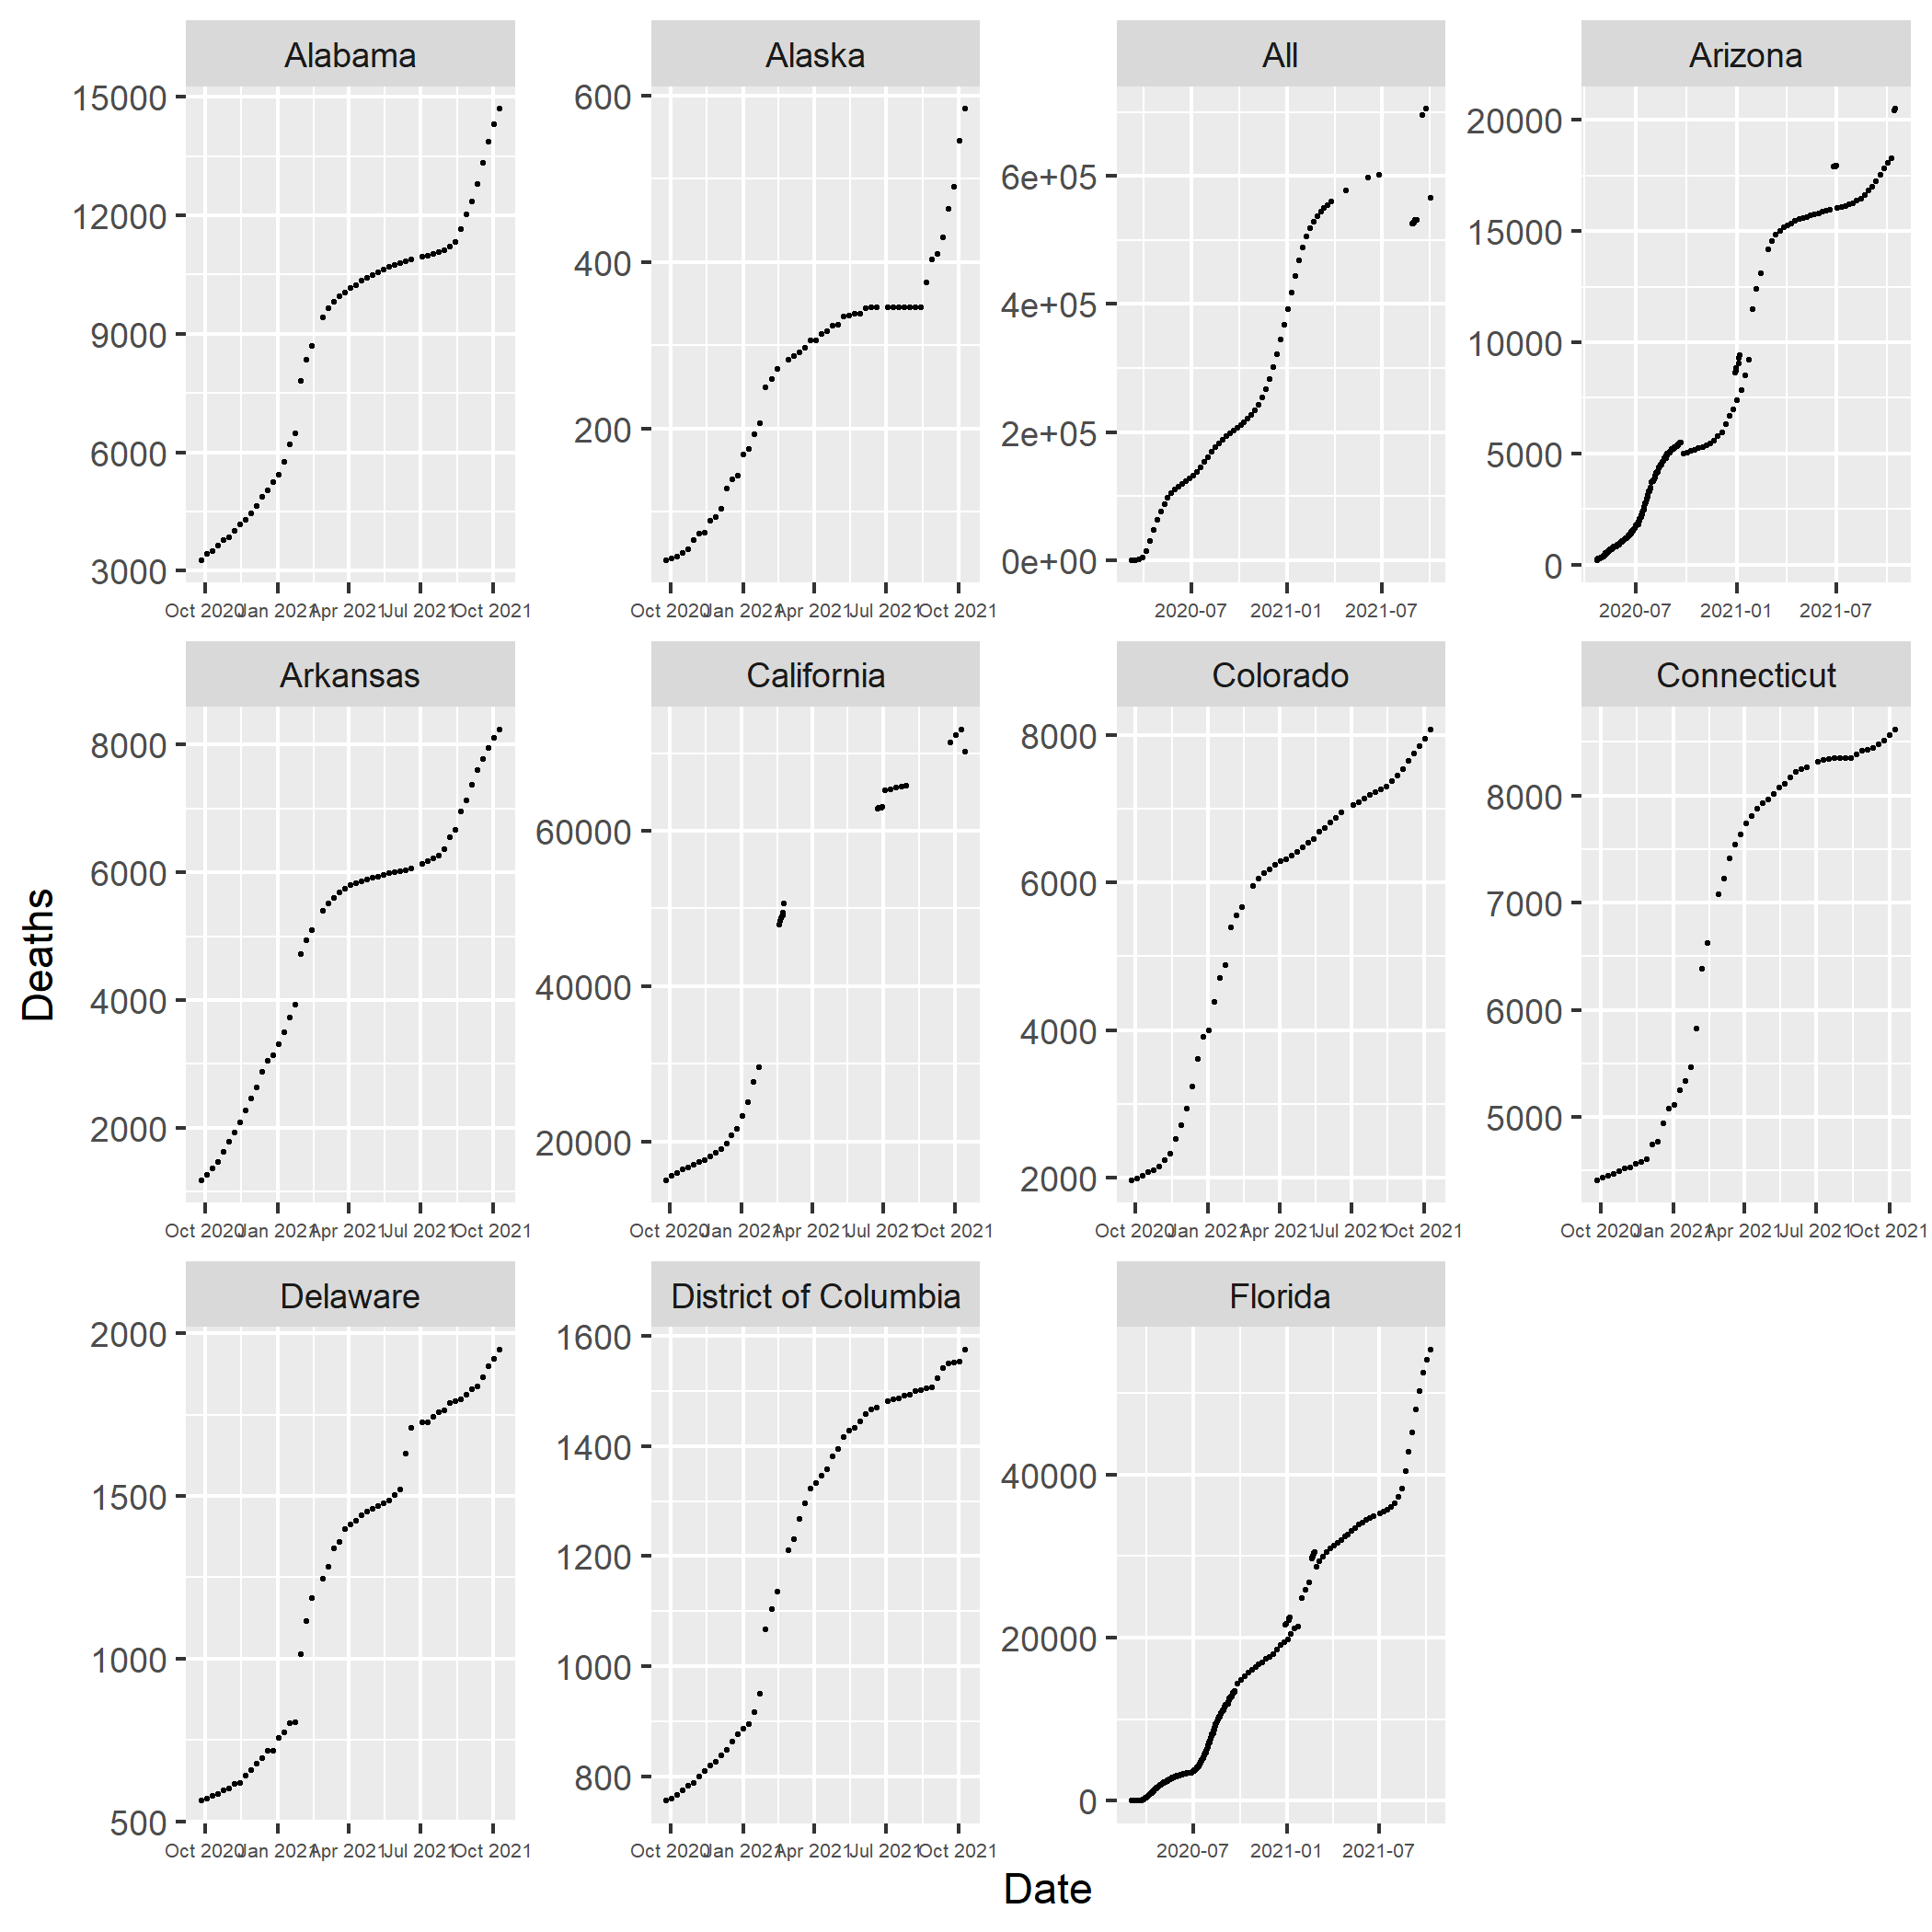 Alabama
Alaska
All
Arizona
15000
12000
9000
6000
3000
600
400
200
6e+05
4e+05
2e+05
0e+00
20000
15000
10000
5000
0
Oct 2020 Jan 2021 Apr 2021 Jul 2021 Oct 2021
Oct 2020 Jan 2021 Apr 2021 Jul 2021 Oct 2021
2020-07 2021-01 2021-07
2020-07 2021-01 2021-07
Arkansas
California
Colorado
Connecticut
8000
6000
4000
2000
60000
40000
20000
8000
6000
4000
2000
8000
7000
6000
5000
Oct 2020 Jan 2021 Apr 2021 Jul 2021 Oct 2021
Oct 2020 Jan 2021 Apr 2021 Jul 2021 Oct 2021
Oct 2020 Jan 2021 Apr 2021 Jul 2021 Oct 2021
Oct 2020 Jan 2021 Apr 2021 Jul 2021 Oct 2021
Delaware
District of Columbia
Florida
2000
1500
1000
500
1600
1400
1200
1000
800
40000
20000
0
Oct 2020 Jan 2021 Apr 2021 Jul 2021 Oct 2021
Oct 2020 Jan 2021 Apr 2021 Jul 2021 Oct 2021
2020-07 2021-01 2021-07
Deaths
Date